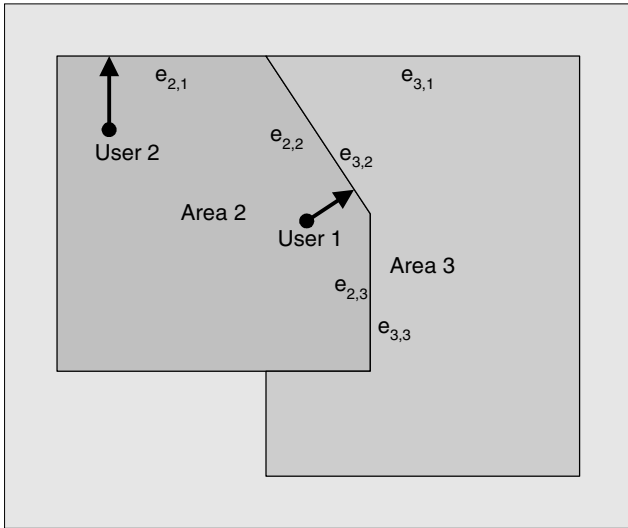 e2,1
e3,1
e2,2
e3,2
User 2
Area 2
User 1
Area 3
e2,3
e3,3